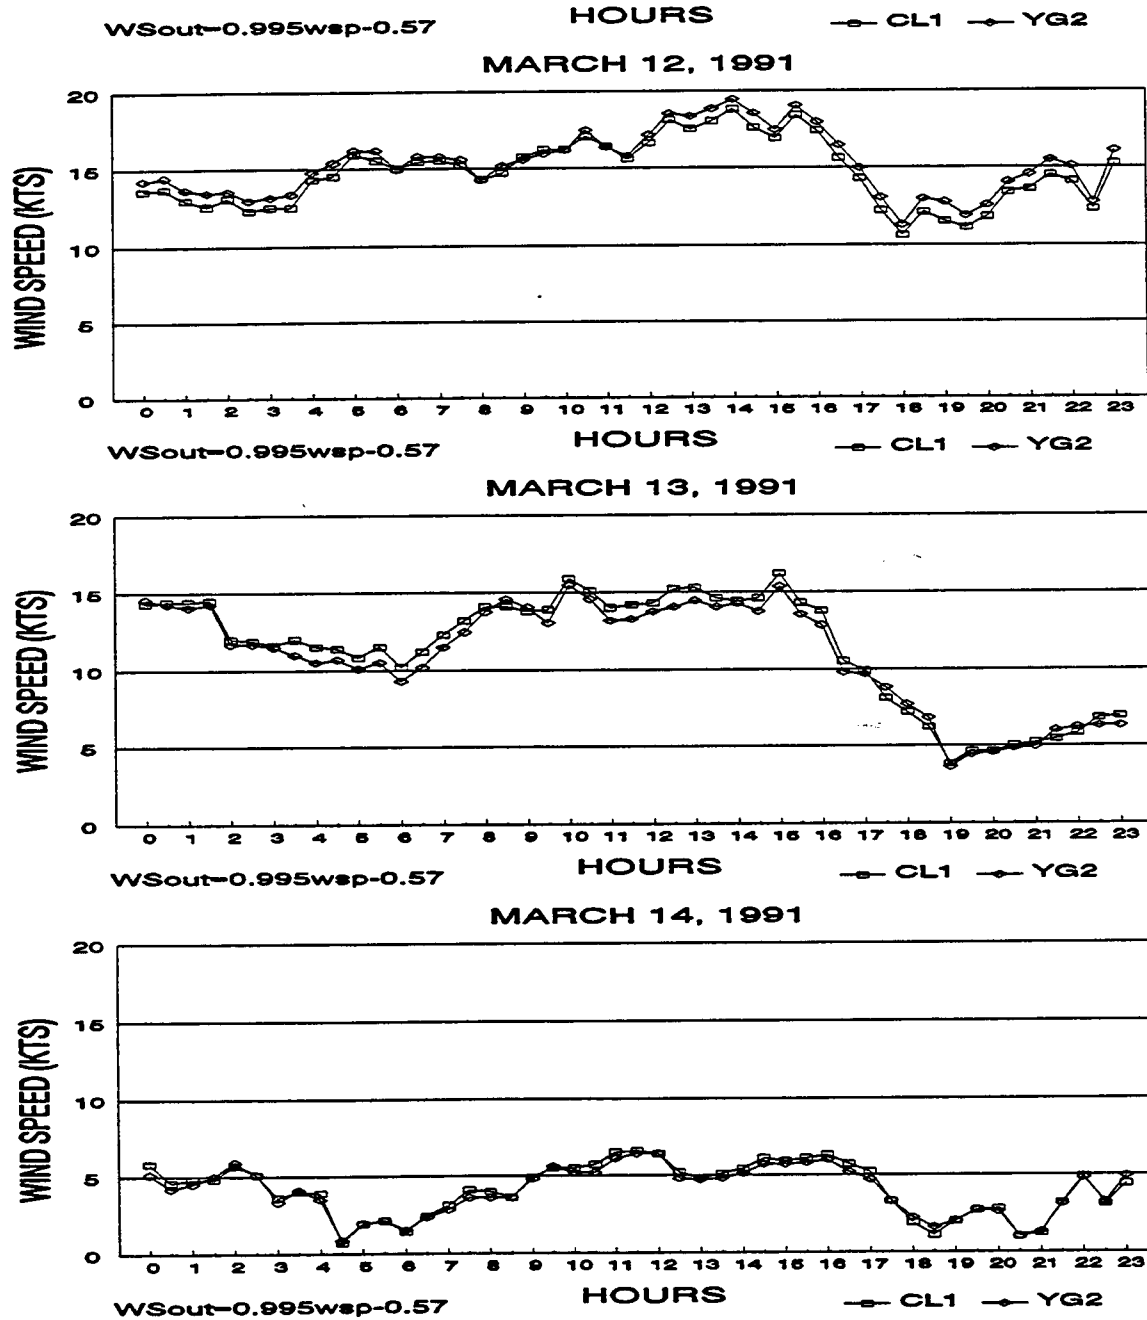 HOURS
WSout=0.995wsp-0.57
CL1 YG2
MARCH 12, 1991
WIND SPEED (KTS)
20
15
10
5
0
0 1 2 3 4 5 6 7 8 9 10 11 12 13 14 15 16 17 18 19 20 21 22 23
HOURS
WSout=0.995wsp-0.57
CL1 YG2
MARCH 13, 1991
WIND SPEED (KTS)
20
15
10
5
0
0 1 2 3 4 5 6 7 8 9 10 11 12 13 14 15 16 17 18 19 20 21 22 23
HOURS
WSout=0.995wsp-0.57
CL1 YG2
MARCH 14, 1991
WIND SPEED (KTS)
20
15
10
5
0
0 1 2 3 4 5 6 7 8 9 10 11 12 13 14 15 16 17 18 19 20 21 22 23
HOURS
WSout=0.995wsp-0.57
CL1 YG2